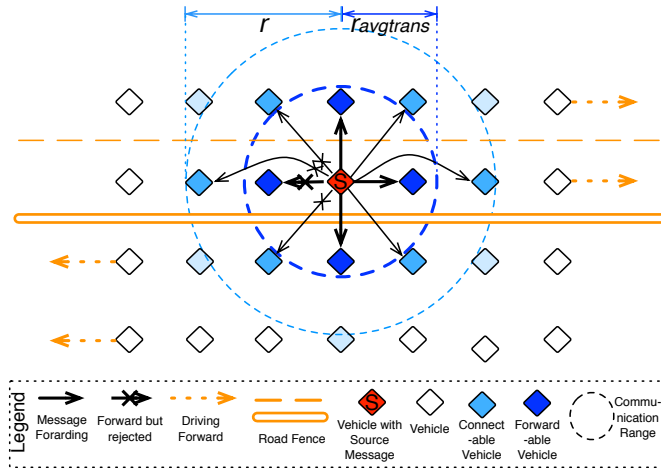 r
ravgtrans
S
Legend
Message
Forarding
Forward but
rejected
Driving
Forward
Road Fence
S
Vehicle with
Source
Message
Vehicle
Connect
-able
Vehicle
Forward-
able
Vehicle
Commu-
nication
Range